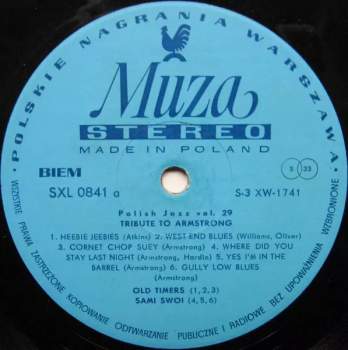 • POLSKIE NAGRANIA WARSZAWA •
Muza
STEREO
MADE IN POLAND
BIEM
S 33
SXL 0841 a
S-3 XW-1741
Polish Jazz vol. 29
TRIBUTE TO ARMSTRONG
1. HEEBIE JEEBIES (Atkins) 2. WEST END BLUES (Williams, Oliver)
3. CORNET CHOP SUEY (Armstrong) 4. WHERE DID YOU
STAY LAST NIGHT (Armstrong, Hardin) 5. YES I'M IN THE
BARREL (Armstrong) 6. GULLY LOW BLUES
(Armstrong)
OLD TIMERS (1, 2, 3)
SAMI SWOI (4, 5, 6)
WSZYSTKIE PRAWA ZASTRZEŻONE KOPIOWANIE ODTWARZANIE PUBLICZNE I RADIOWE BEZ UPOWAŻNIENIA WZBRONIONE